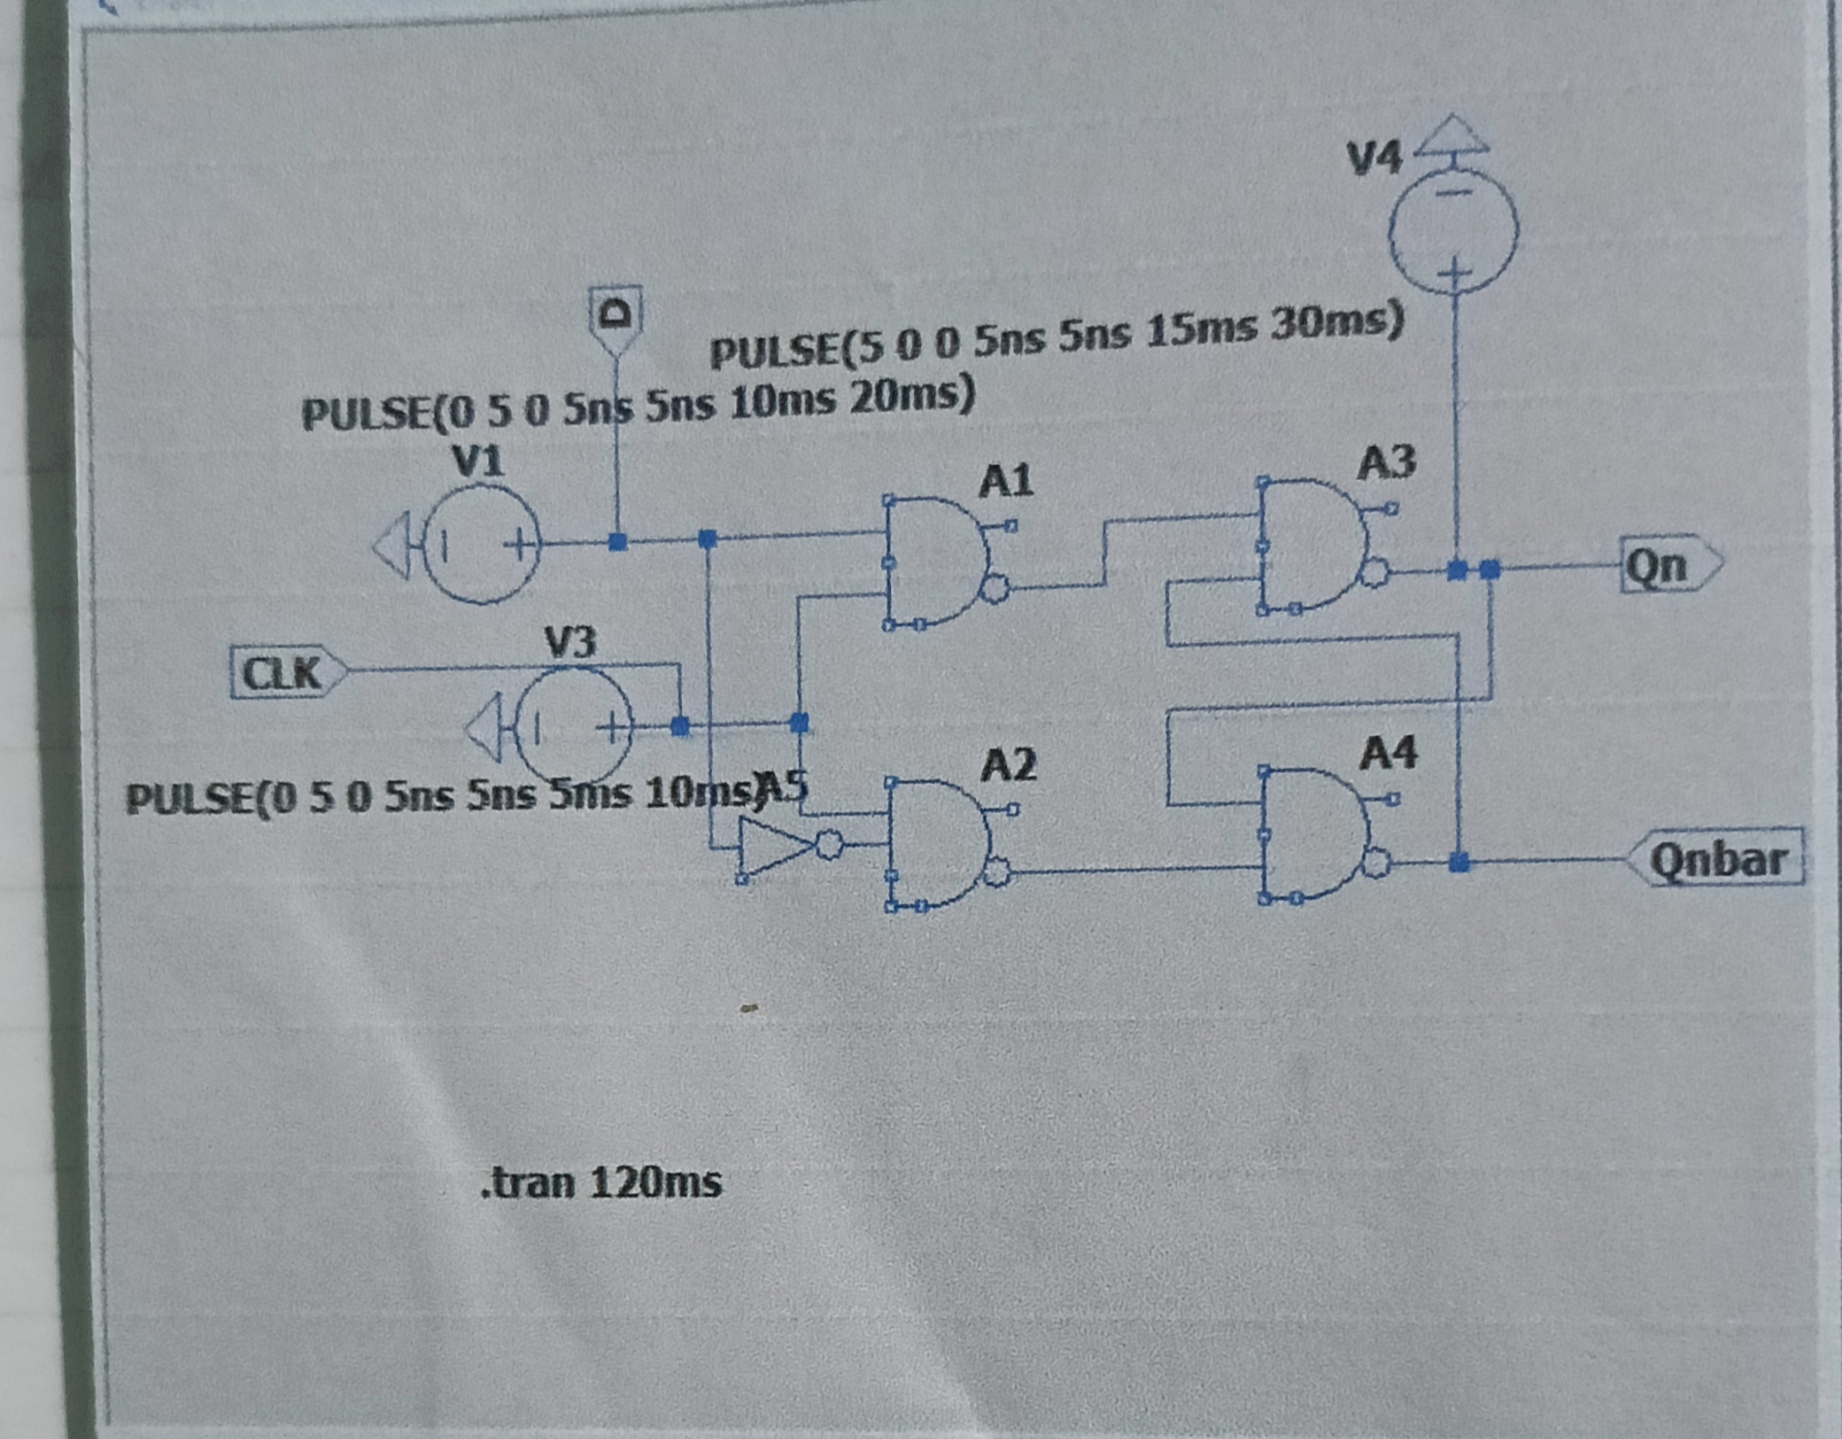 V4
D
PULSE(5 0 0 5ns 5ns 15ms 30ms)
PULSE(0 5 0 5ns 5ns 10ms 20ms)
V1
A1
A3
Qn
V3
CLK
A2
A4
PULSE(0 5 0 5ns 5ns 5ms 10ms)
A5
Qnbar
.tran 120ms